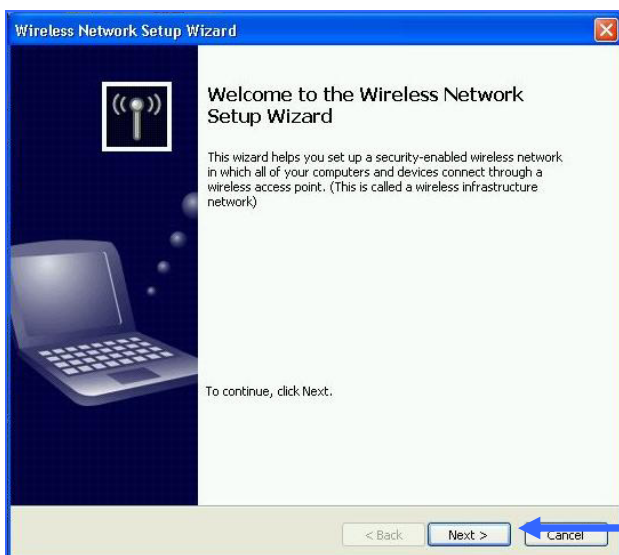 Wireless Network Setup Wizard
Welcome to the Wireless Network
Setup Wizard
This wizard helps you set up a security-enabled wireless network
in which all of your computers and devices connect through a
wireless access point. (This is called a wireless infrastructure
network)
To continue, click Next.
< Back Next > Cancel